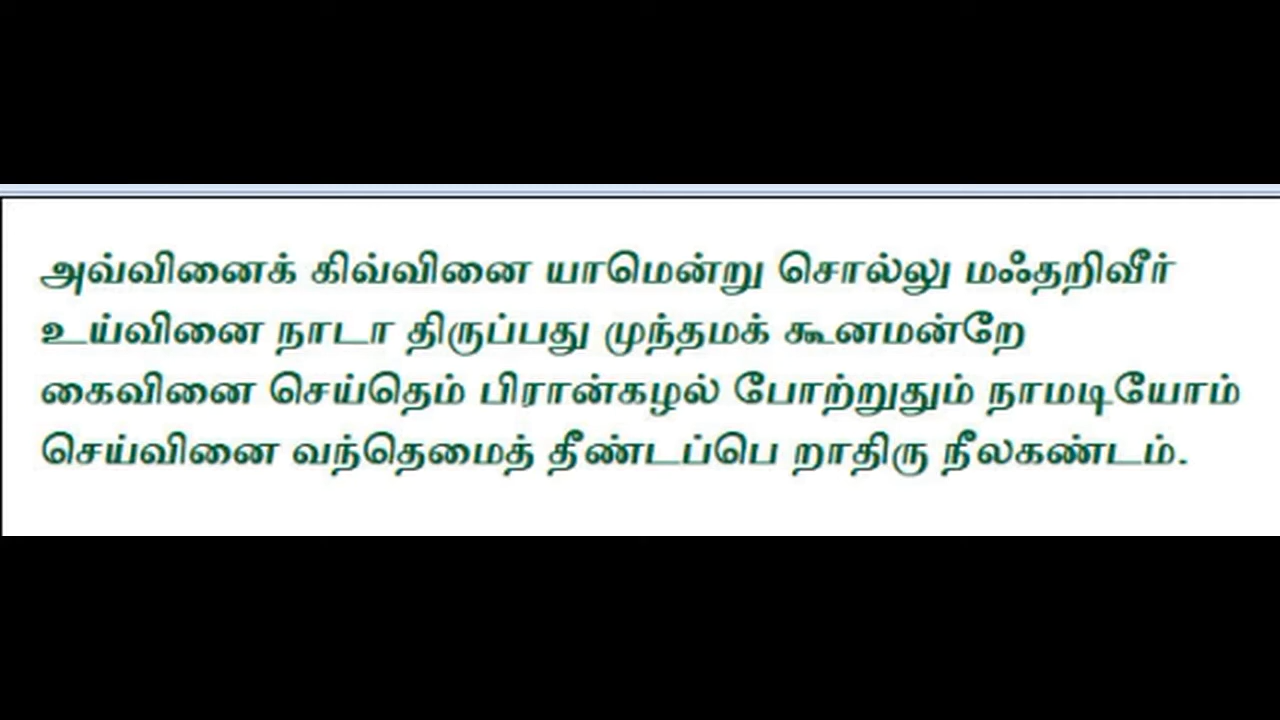 அவ்வினைக் கிவ்வினை யாமென்று சொல்லு மஃதறிவீர்
உய்வினை நாடா திருப்பது முந்தமக் கூனமன்றே
கைவினை செய்தெம் பிரான்கழல் போற்றுதும் நாமடியோம்
செய்வினை வந்தெமைத் தீண்டப்பெ றாதிரு நீலகண்டம்.